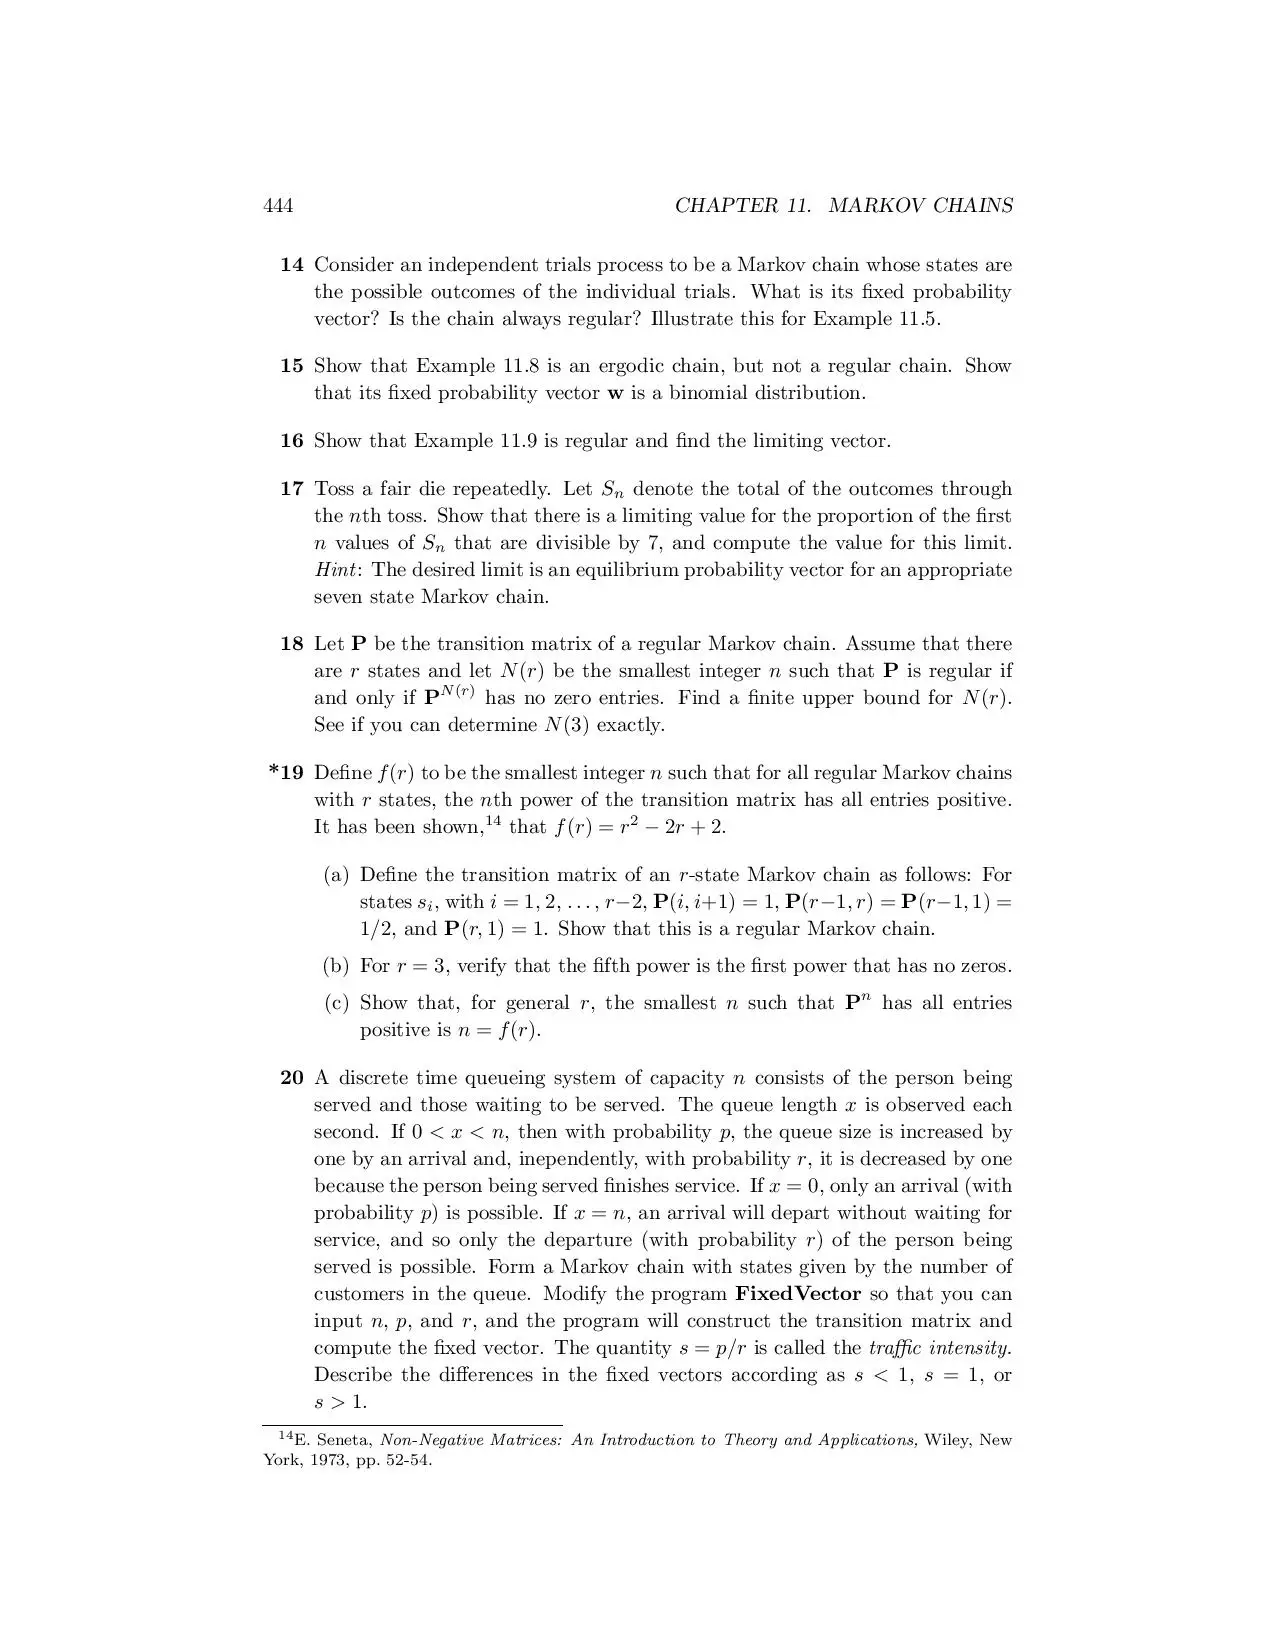 444 CHAPTER 11. MARKOV CHAINS
14 Consider an independent trials process to be a Markov chain whose states are
the possible outcomes of the individual trials. What is its fixed probability
vector? Is the chain always regular? Illustrate this for Example 11.5.
15 Show that Example 11.8 is an ergodic chain, but not a regular chain. Show
that its fixed probability vector w is a binomial distribution.
16 Show that Example 11.9 is regular and find the limiting vector.
17 Toss a fair die repeatedly. Let Sₙ denote the total of the outcomes through
the nth toss. Show that there is a limiting value for the proportion of the first
n values of Sₙ that are divisible by 7, and compute the value for this limit.
Hint: The desired limit is an equilibrium probability vector for an appropriate
seven state Markov chain.
18 Let P be the transition matrix of a regular Markov chain. Assume that there
are r states and let N(r) be the smallest integer n such that P is regular if
and only if P^N(r) has no zero entries. Find a finite upper bound for N(r).
See if you can determine N(3) exactly.
*19 Define f(r) to be the smallest integer n such that for all regular Markov chains
with r states, the nth power of the transition matrix has all entries positive.
It has been shown,¹⁴ that f(r) = r² − 2r + 2.
(a) Define the transition matrix of an r-state Markov chain as follows: For
states sᵢ, with i = 1, 2, . . . , r−2, P(i, i+1) = 1, P(r−1, r) = P(r−1, 1) =
1/2, and P(r, 1) = 1. Show that this is a regular Markov chain.
(b) For r = 3, verify that the fifth power is the first power that has no zeros.
(c) Show that, for general r, the smallest n such that Pⁿ has all entries
positive is n = f(r).
20 A discrete time queueing system of capacity n consists of the person being
served and those waiting to be served. The queue length x is observed each
second. If 0 < x < n, then with probability p, the queue size is increased by
one by an arrival and, inependently, with probability r, it is decreased by one
because the person being served finishes service. If x = 0, only an arrival (with
probability p) is possible. If x = n, an arrival will depart without waiting for
service, and so only the departure (with probability r) of the person being
served is possible. Form a Markov chain with states given by the number of
customers in the queue. Modify the program FixedVector so that you can
input n, p, and r, and the program will construct the transition matrix and
compute the fixed vector. The quantity s = p/r is called the traffic intensity.
Describe the differences in the fixed vectors according as s < 1, s = 1, or
s > 1.
¹⁴E. Seneta, Non-Negative Matrices: An Introduction to Theory and Applications, Wiley, New
York, 1973, pp. 52-54.